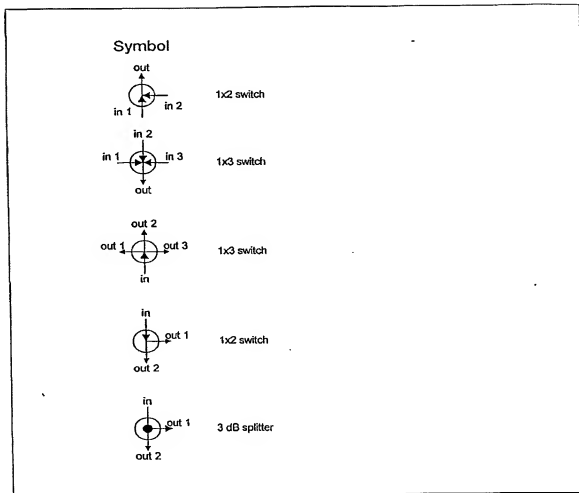 Symbol
out
1x2 switch
in 2
in 1
in 2
in 1
in 3
1x3 switch
out
out 2
out 1
out 3
1x3 switch
in
in
out 1
1x2 switch
out 2
in
out 1
3 dB splitter
out 2